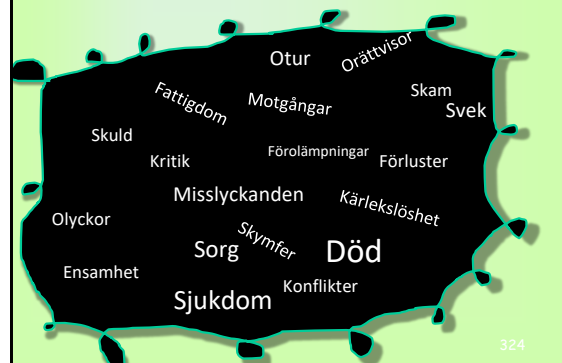 Otur
Orättvisor
Fattigdom
Motgångar
Skam
Svek
Skuld
Kritik
Förolämpningar
Förluster
Misslyckanden
Kärlekslöshet
Olyckor
Skymfer
Sorg
Död
Ensamhet
Konflikter
Sjukdom
324